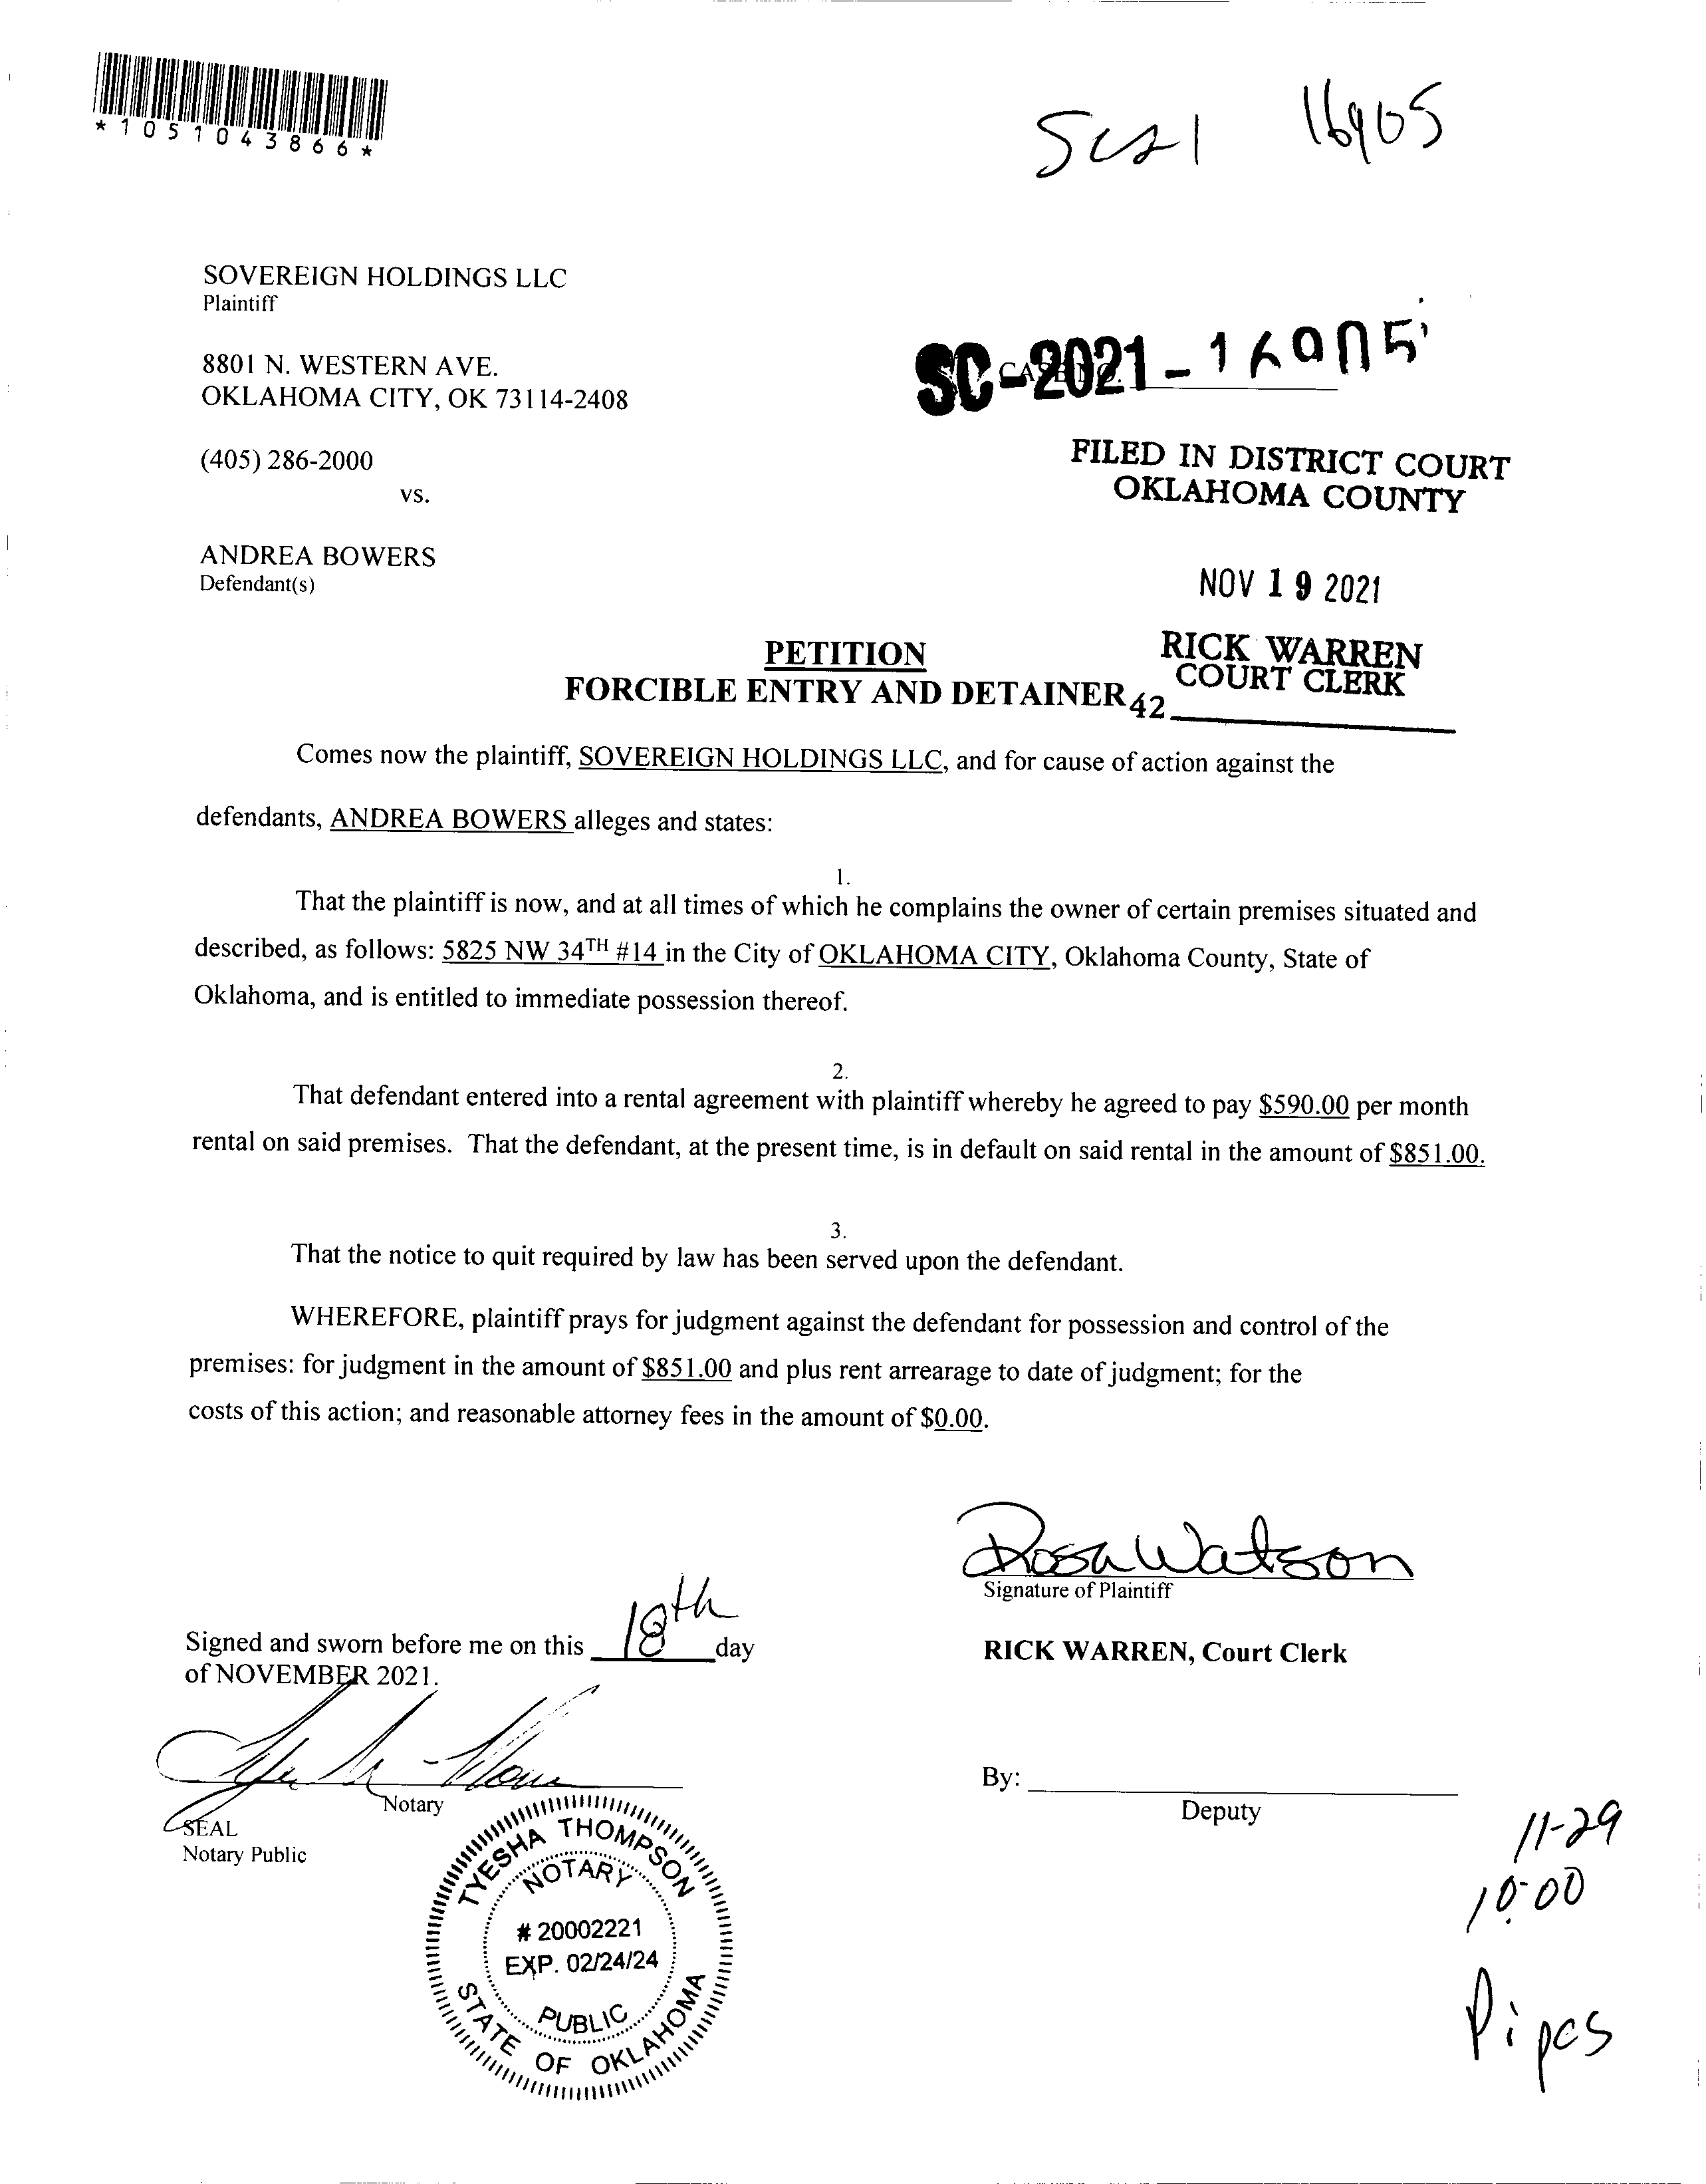 *1051043866*
SC21 16905
SOVEREIGN HOLDINGS LLC
Plaintiff
8801 N. WESTERN AVE.
OKLAHOMA CITY, OK 73114-2408
CASE NO.
SC-2021-
(405) 286-2000
FILED IN DISTRICT COURT
OKLAHOMA COUNTY
vs.
ANDREA BOWERS
Defendant(s)
NOV 19 2021
PETITION
RICK WARREN
COURT CLERK
FORCIBLE ENTRY AND DETAINER
42
Comes now the plaintiff, SOVEREIGN HOLDINGS LLC, and for cause of action against the
defendants, ANDREA BOWERS alleges and states:
1.
That the plaintiff is now, and at all times of which he complains the owner of certain premises situated and
described, as follows: 5825 NW 34TH #14 in the City of OKLAHOMA CITY, Oklahoma County, State of
Oklahoma, and is entitled to immediate possession thereof.
2.
That defendant entered into a rental agreement with plaintiff whereby he agreed to pay $590.00 per month
rental on said premises. That the defendant, at the present time, is in default on said rental in the amount of $851.00.
3.
That the notice to quit required by law has been served upon the defendant.
WHEREFORE, plaintiff prays for judgment against the defendant for possession and control of the
premises: for judgment in the amount of $851.00 and plus rent arrearage to date of judgment; for the
costs of this action; and reasonable attorney fees in the amount of $0.00.
Rosa Watson
Signature of Plaintiff
Signed and sworn before me on this 18th day
of NOVEMBER 2021.
RICK WARREN, Court Clerk
Notary
SEAL
Notary Public
By:
Deputy
TYESHA THOMPSON
NOTARY
# 20002221
EXP. 02/24/24
PUBLIC
STATE OF OKLAHOMA
11-29
10:00
Pipes